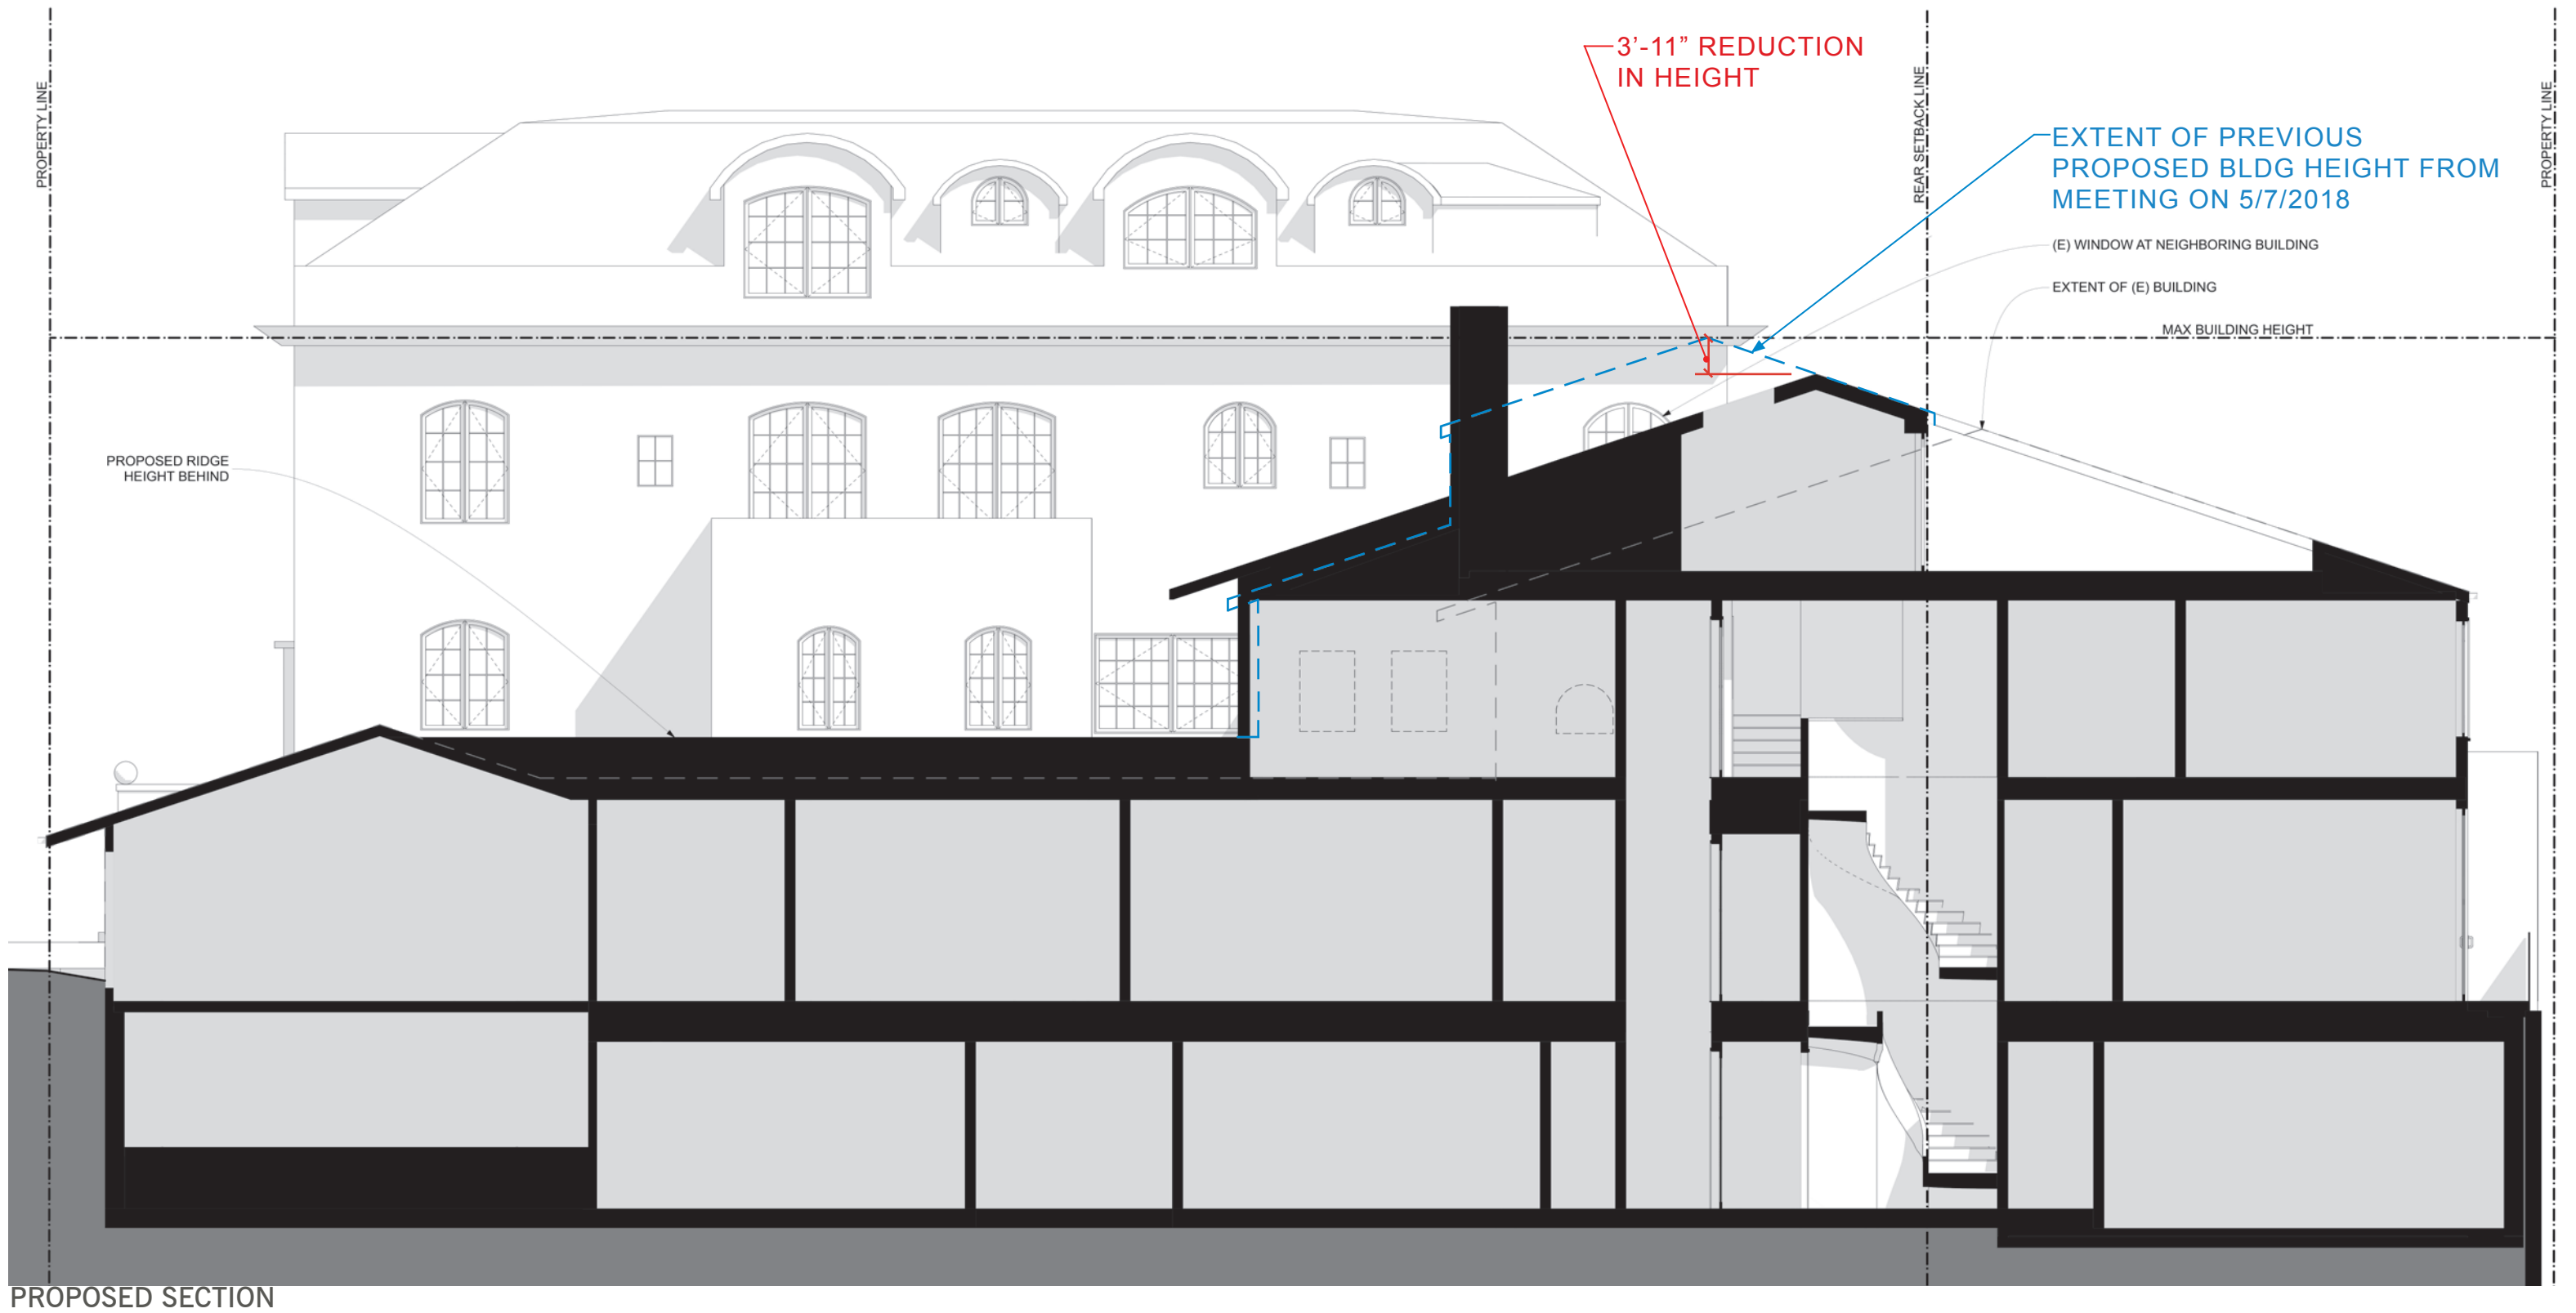 PROPERTY LINE
3’-11” REDUCTION
IN HEIGHT
REAR SETBACK LINE
PROPERTY LINE
EXTENT OF PREVIOUS
PROPOSED BLDG HEIGHT FROM
MEETING ON 5/7/2018
(E) WINDOW AT NEIGHBORING BUILDING
EXTENT OF (E) BUILDING
MAX BUILDING HEIGHT
PROPOSED RIDGE
HEIGHT BEHIND
PROPOSED SECTION